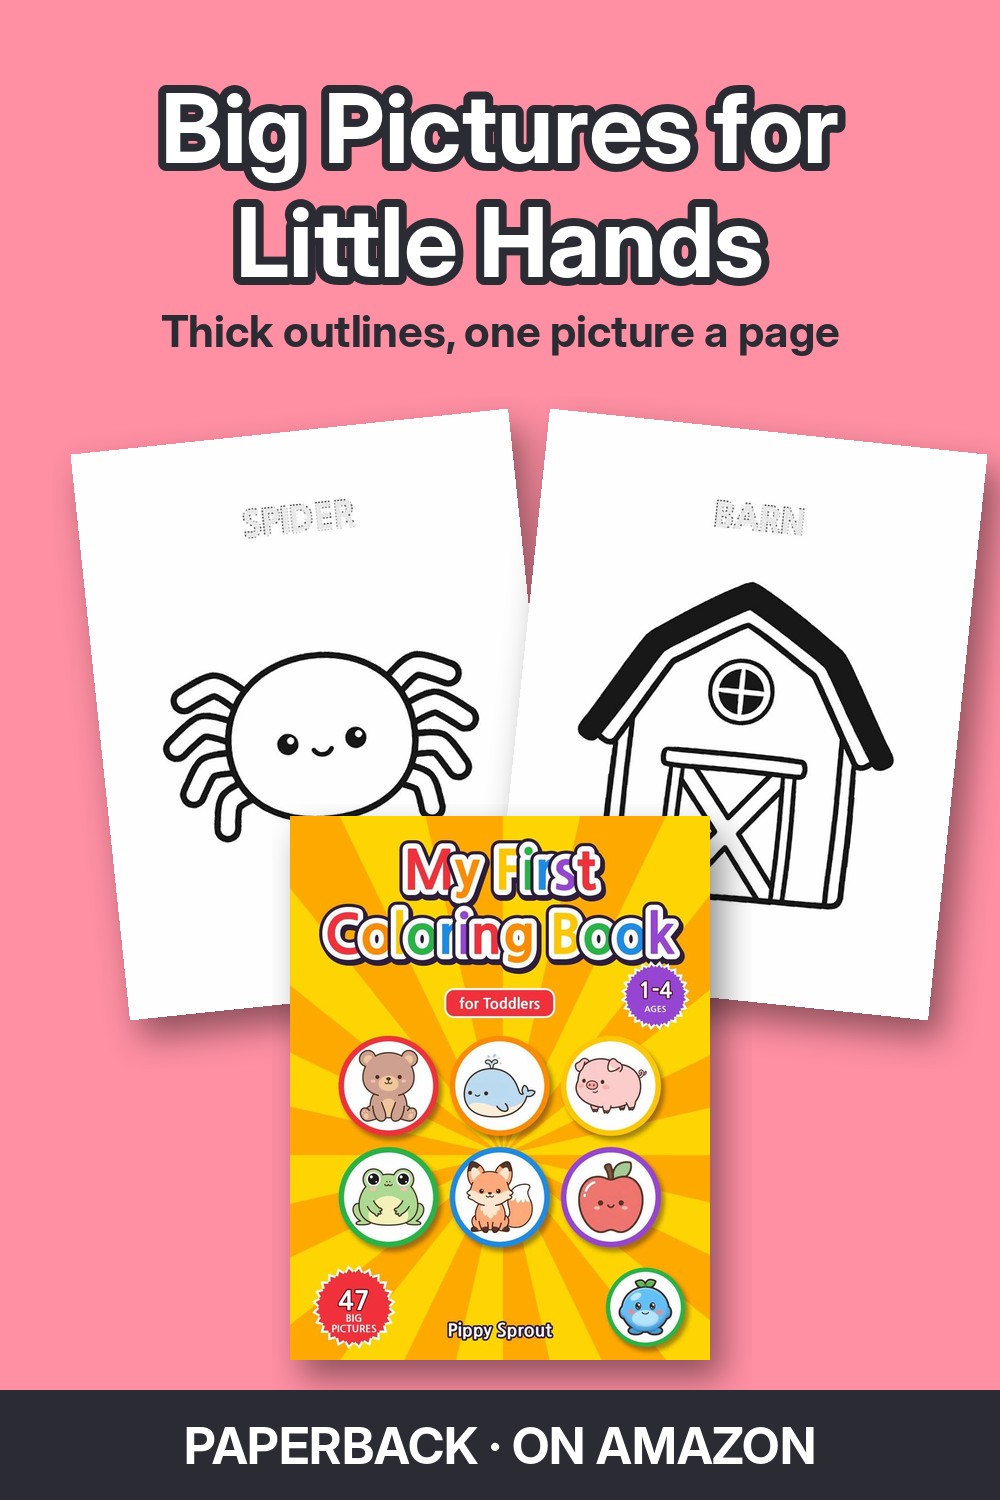 Big Pictures for
Little Hands
Thick outlines, one picture a page
SPIDER
BARN
My First
Coloring Book
for Toddlers
1-4
AGES
47
BIG
PICTURES
Pippy Sprout
PAPERBACK · ON AMAZON